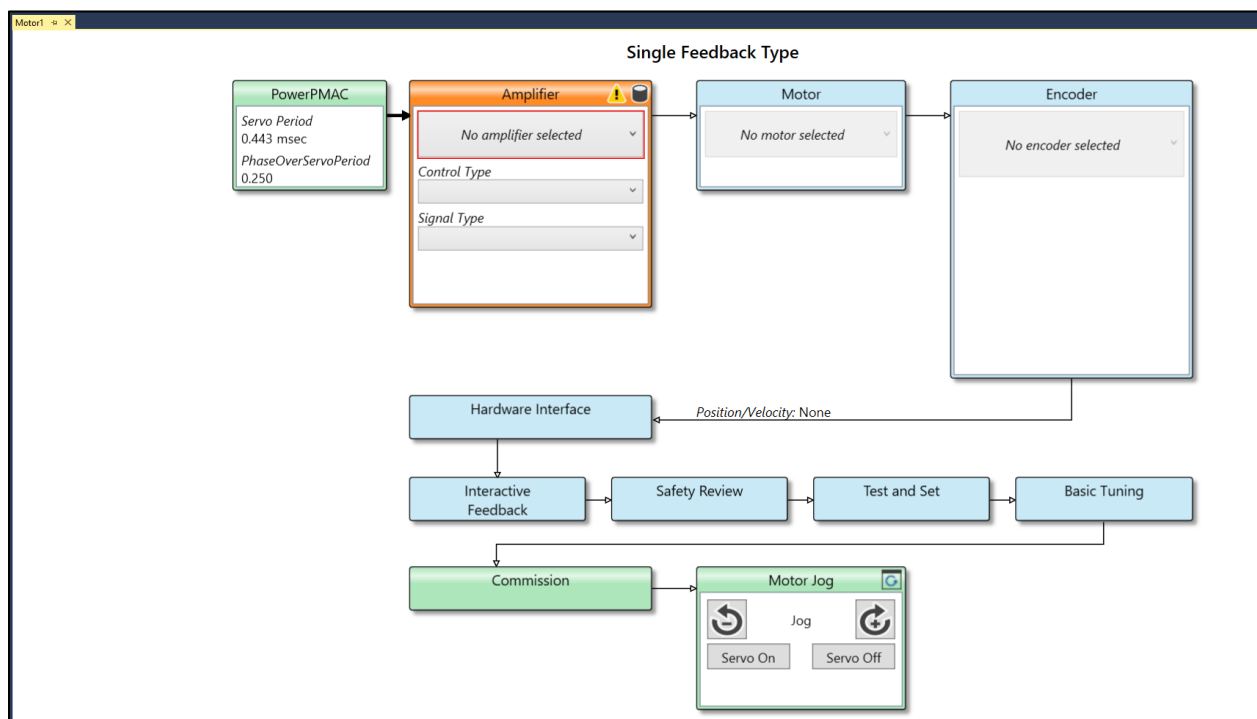 Motor1
Single Feedback Type
PowerPMAC
Servo Period
0.443 msec
PhaseOverServoPeriod
0.250
Amplifier
No amplifier selected
Control Type
Signal Type
Motor
No motor selected
Encoder
No encoder selected
Hardware Interface
Position/Velocity: None
Interactive
Feedback
Safety Review
Test and Set
Basic Tuning
Commission
Motor Jog
Jog
Servo On
Servo Off